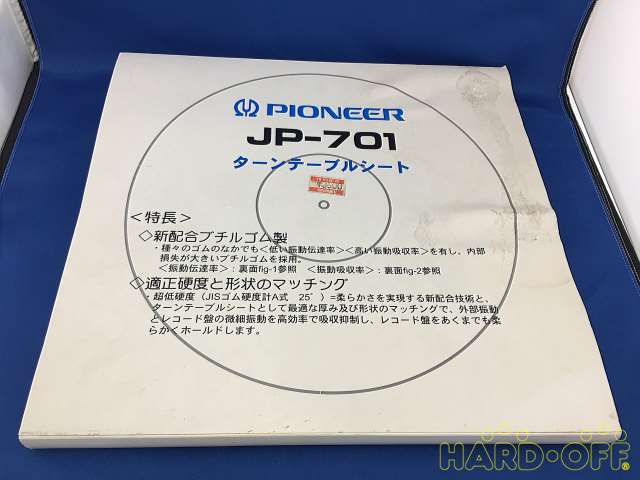 PIONEER
JP-701
ターンテーブルシート
<特長>
◇新配合ブチルゴム製
・種々のゴムのなかでも<低い振動伝達率><高い振動吸収率>を有し、内部
損失が大きいブチルゴムを採用。
<振動伝達率>：裏面fig-1参照 <振動吸収率>：裏面fig-2参照
◇適正硬度と形状のマッチング
・超低硬度（JISゴム硬度計A式 25°）=柔らかさを実現する新配合技術と、
ターンテーブルシートとして最適な厚み及び形状のマッチングで、外部振動
とレコード盤の微細振動を高効率で吸収抑制し、レコード盤をあくまでも柔
らかくホールドします。
HARD-OFF